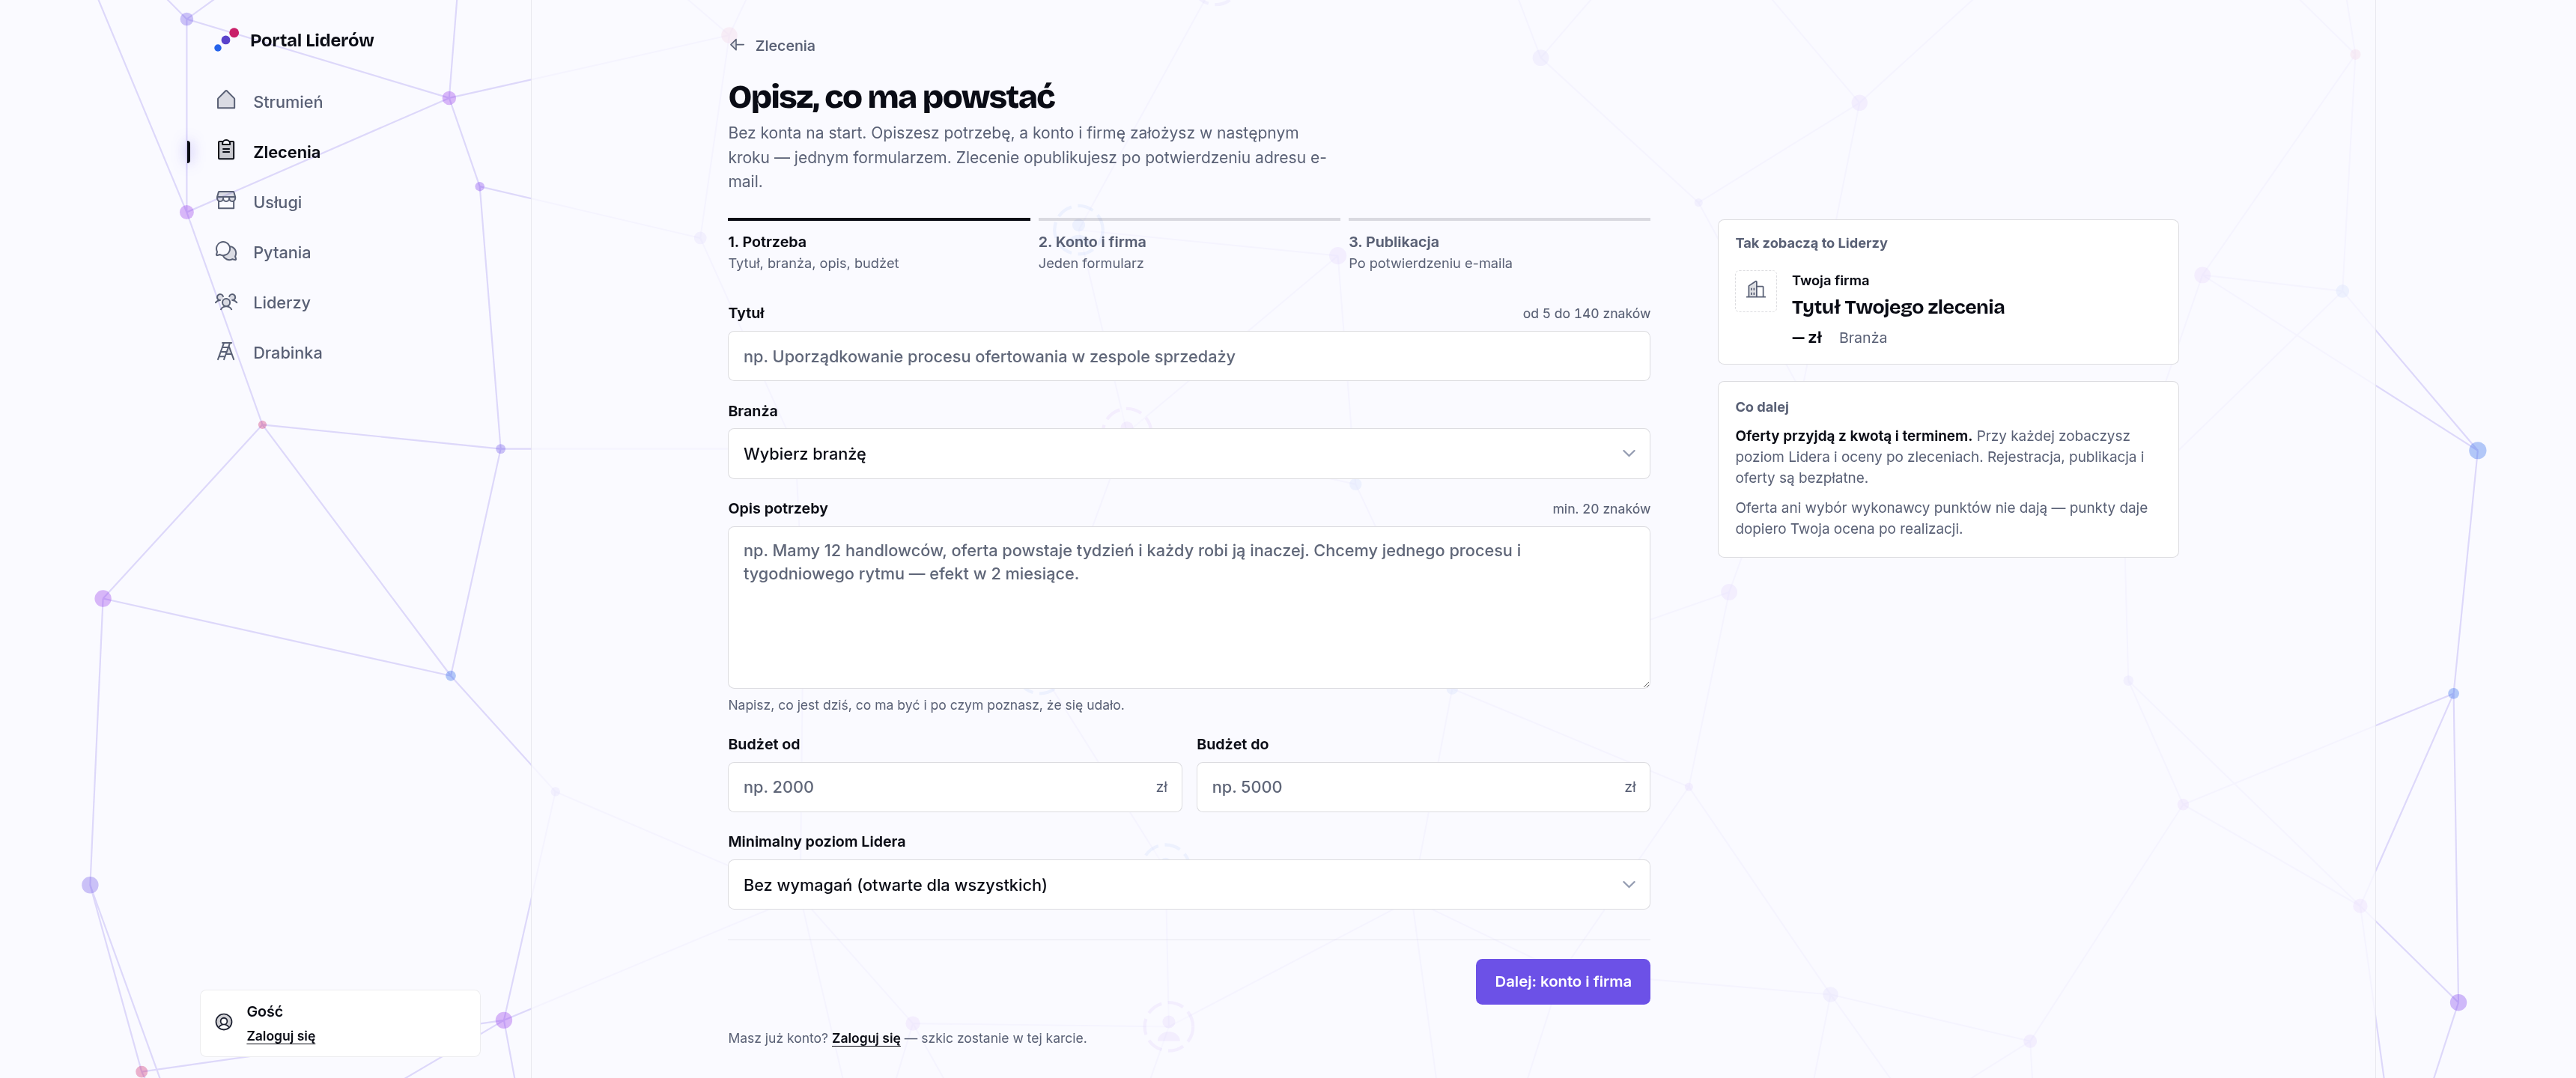 Portal Liderów
Strumień
Zlecenia
Usługi
Pytania
Liderzy
Drabinka
Gość
Zaloguj się
Zlecenia
Opisz, co ma powstać
Bez konta na start. Opiszesz potrzebę, a konto i firmę założysz w następnym
kroku — jednym formularzem. Zlecenie opublikujesz po potwierdzeniu adresu e-
mail.
1. Potrzeba
Tytuł, branża, opis, budżet
2. Konto i firma
Jeden formularz
3. Publikacja
Po potwierdzeniu e-maila
Tytuł
od 5 do 140 znaków
np. Uporządkowanie procesu ofertowania w zespole sprzedaży
Branża
Wybierz branżę
Opis potrzeby
min. 20 znaków
np. Mamy 12 handlowców, oferta powstaje tydzień i każdy robi ją inaczej. Chcemy jednego procesu i
tygodniowego rytmu — efekt w 2 miesiące.
Napisz, co jest dziś, co ma być i po czym poznasz, że się udało.
Budżet od
np. 2000 zł
Budżet do
np. 5000 zł
Minimalny poziom Lidera
Bez wymagań (otwarte dla wszystkich)
Dalej: konto i firma
Masz już konto? Zaloguj się — szkic zostanie w tej karcie.
Tak zobaczą to Liderzy
Twoja firma
Tytuł Twojego zlecenia
— zł Branża
Co dalej
Oferty przyjdą z kwotą i terminem. Przy każdej zobaczysz
poziom Lidera i oceny po zleceniach. Rejestracja, publikacja i
oferty są bezpłatne.
Oferta ani wybór wykonawcy punktów nie dają — punkty daje
dopiero Twoja ocena po realizacji.